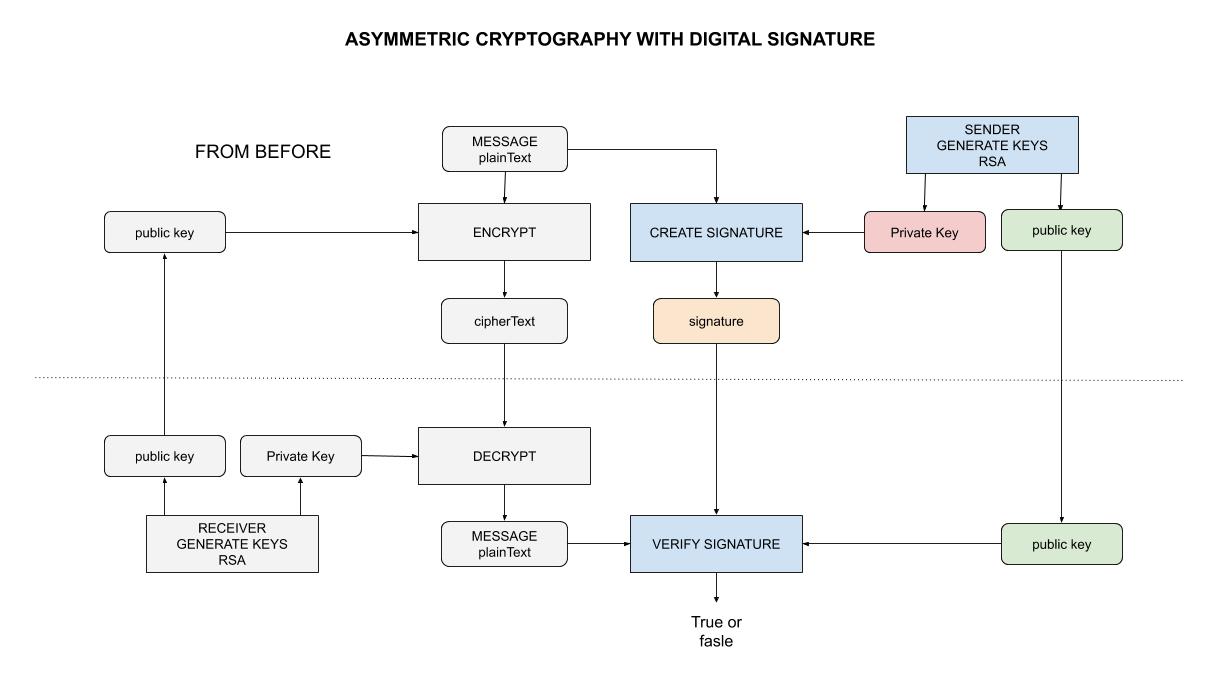 ASYMMETRIC CRYPTOGRAPHY WITH DIGITAL SIGNATURE
FROM BEFORE
MESSAGE
plainText
SENDER
GENERATE KEYS
RSA
public key
ENCRYPT
CREATE SIGNATURE
Private Key
public key
cipherText
signature
public key
Private Key
DECRYPT
RECEIVER
GENERATE KEYS
RSA
MESSAGE
plainText
VERIFY SIGNATURE
public key
True or
fasle